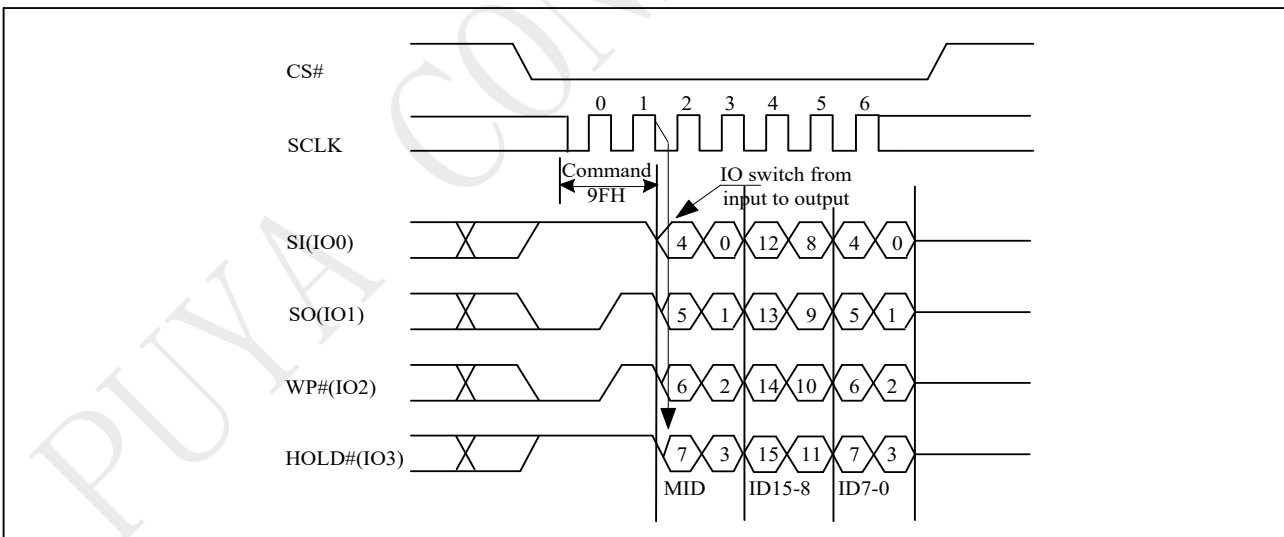 PUYA CON
CS#
0 1 2 3 4 5 6
SCLK
Command
9FH
IO switch from
input to output
SI(IO0)
4 0 12 8 4 0
SO(IO1)
5 1 13 9 5 1
WP#(IO2)
6 2 14 10 6 2
HOLD#(IO3)
7 3 15 11 7 3
MID ID15-8 ID7-0